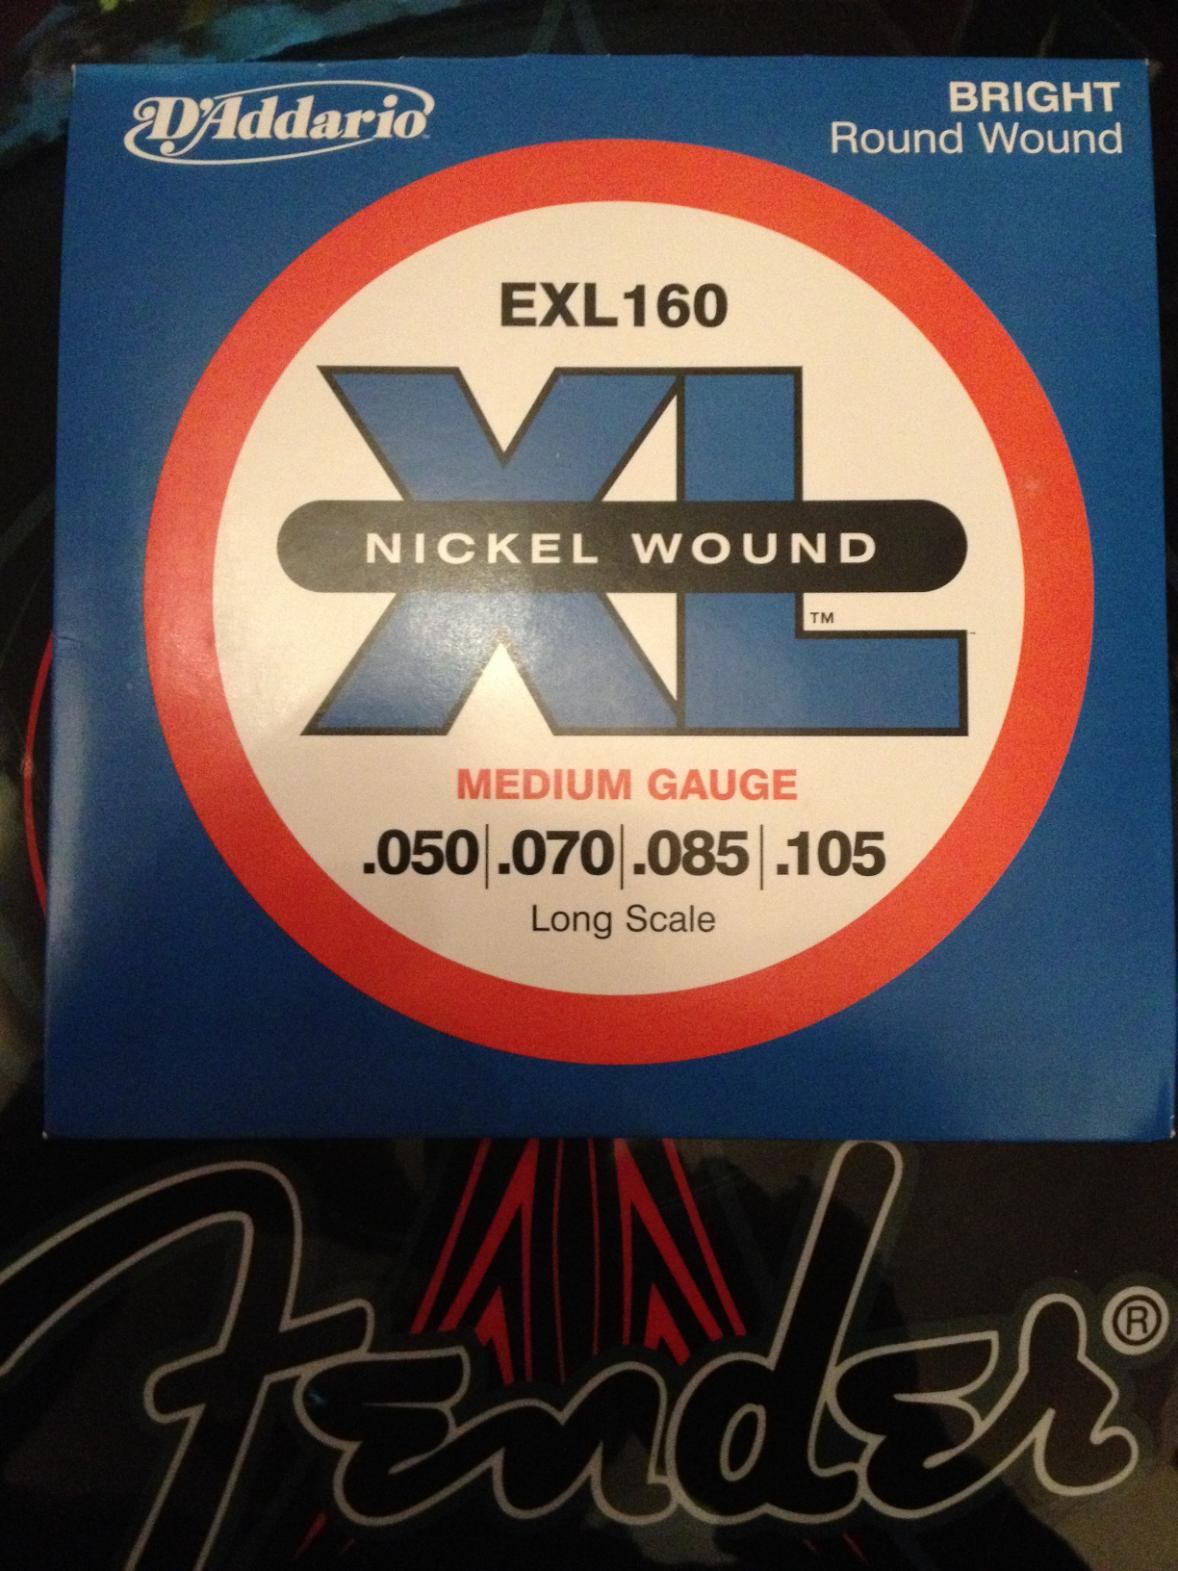 D'Addario
BRIGHT
Round Wound
EXL160
XL
NICKEL WOUND
TM
MEDIUM GAUGE
.050|.070|.085|.105
Long Scale
Fender®